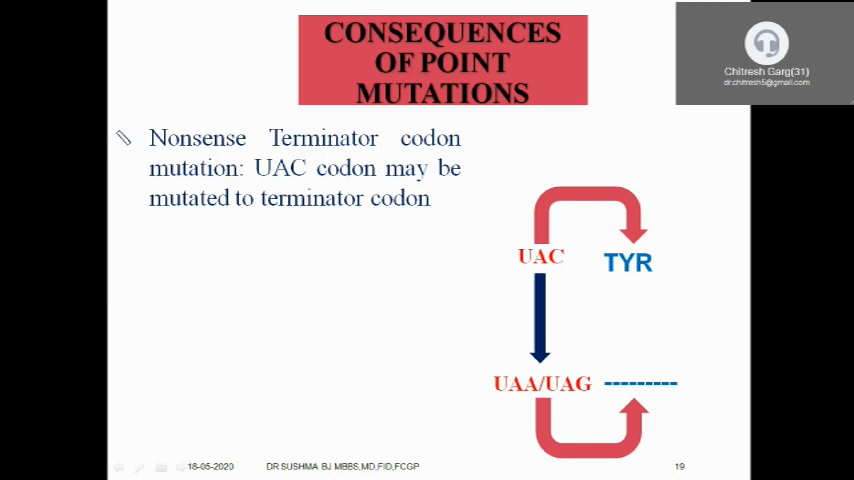 CONSEQUENCES
OF POINT
MUTATIONS
Chitresh Garg(31)
dr.chitresh5@gmail.com
Nonsense Terminator codon
mutation: UAC codon may be
mutated to terminator codon
UAC
TYR
UAA/UAG
---------
18-05-2020
DR SUSHMA BJ MBBS,MD,FID,FCGP
19